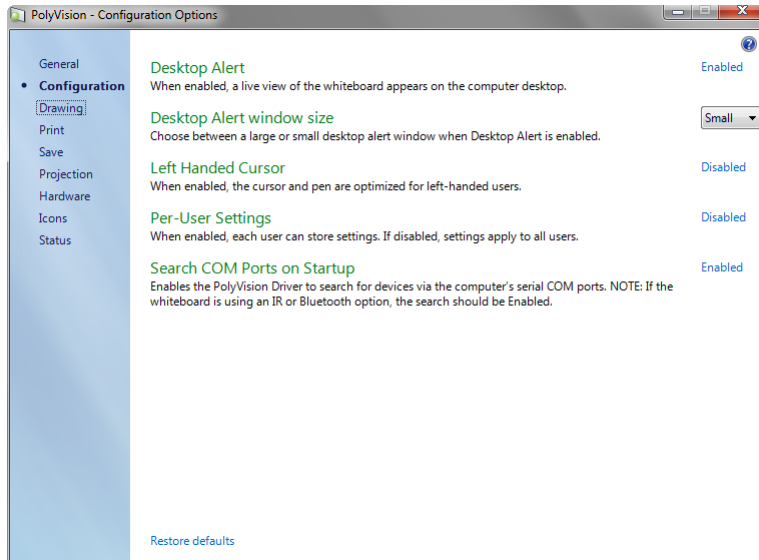 PolyVision - Configuration Options
General
Configuration
Drawing
Print
Save
Projection
Hardware
Icons
Status
Desktop Alert
Enabled
When enabled, a live view of the whiteboard appears on the computer desktop.
Desktop Alert window size
Small
Choose between a large or small desktop alert window when Desktop Alert is enabled.
Left Handed Cursor
Disabled
When enabled, the cursor and pen are optimized for left-handed users.
Per-User Settings
Disabled
When enabled, each user can store settings. If disabled, settings apply to all users.
Search COM Ports on Startup
Enabled
Enables the PolyVision Driver to search for devices via the computer's serial COM ports. NOTE: If the
whiteboard is using an IR or Bluetooth option, the search should be Enabled.
Restore defaults